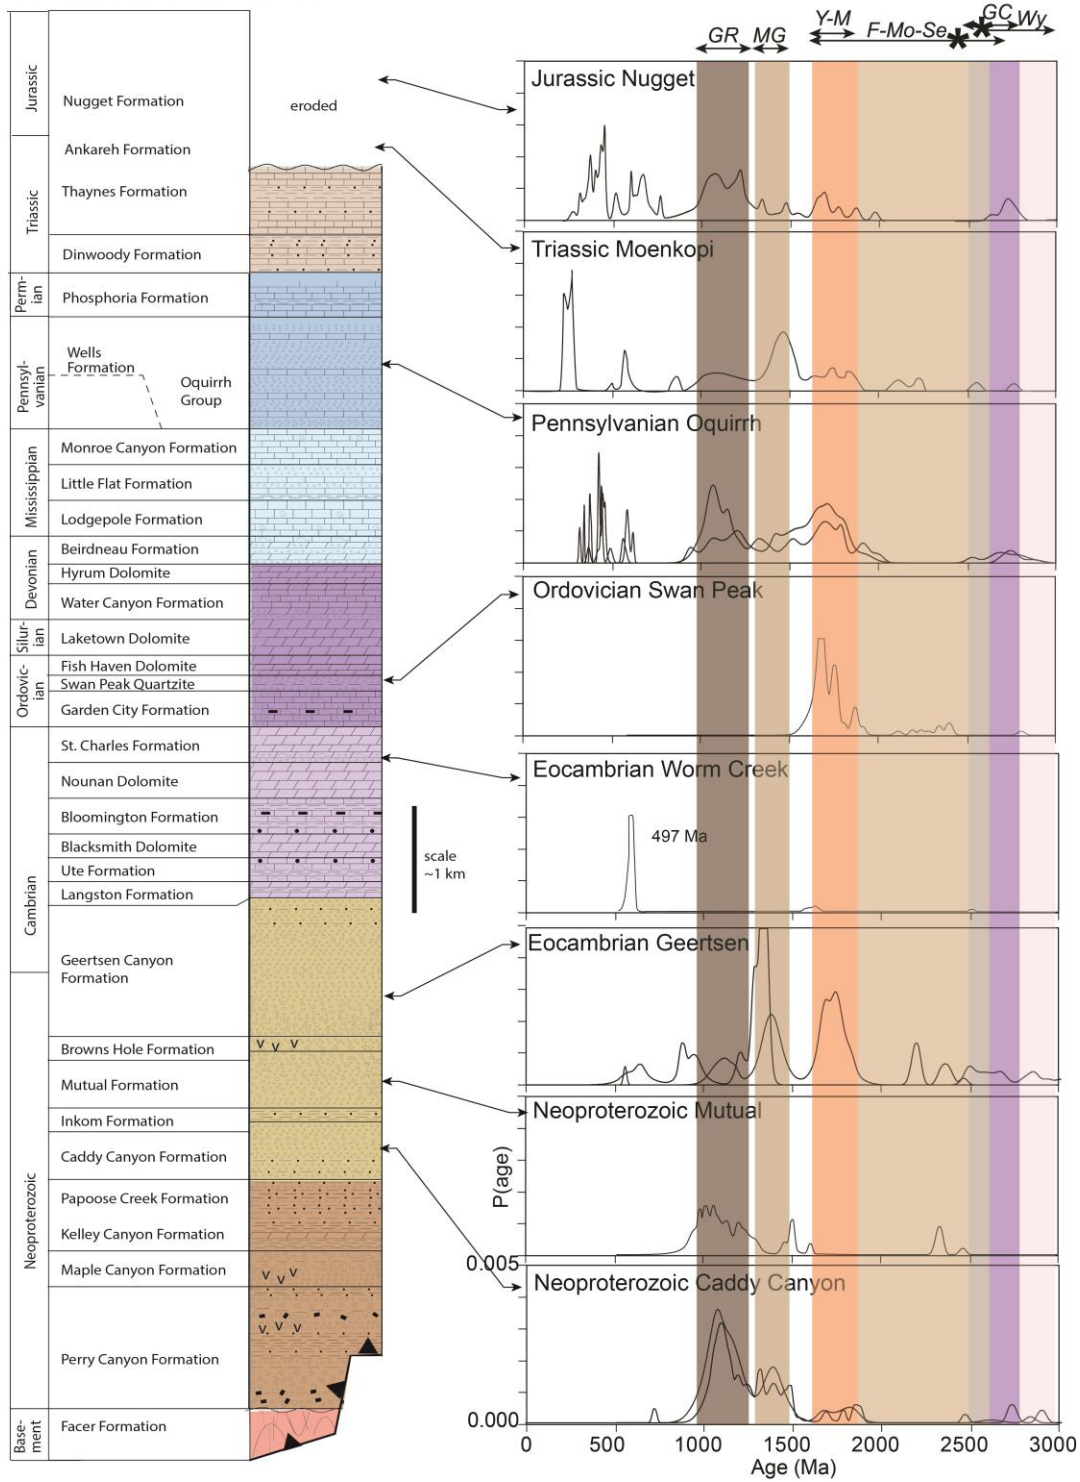 Jurassic
Nugget Formation
eroded
Ankareh Formation
Triassic
Thaynes Formation
Dinwoody Formation
Perm-
ian
Phosphoria Formation
Pennsyl-
vanian
Wells
Formation
Oquirrh
Group
Mississippian
Monroe Canyon Formation
Little Flat Formation
Lodgepole Formation
Devonian
Beirdneau Formation
Hyrum Dolomite
Water Canyon Formation
Silur-
ian
Laketown Dolomite
Ordovic-
ian
Fish Haven Dolomite
Swan Peak Quartzite
Garden City Formation
Cambrian
St. Charles Formation
Nounan Dolomite
Bloomington Formation
Blacksmith Dolomite
Ute Formation
Langston Formation
scale
~1 km
Geertsen Canyon
Formation
Neoproterozoic
Browns Hole Formation
v v v
Mutual Formation
Inkom Formation
Caddy Canyon Formation
Papoose Creek Formation
Kelley Canyon Formation
Maple Canyon Formation
v v v
Perry Canyon Formation
v v v
Base-
ment
Facer Formation
GC
Wy
Y-M
F-Mo-Se
GR
MG
Jurassic Nugget
Triassic Moenkopi
Pennsylvanian Oquirrh
Ordovician Swan Peak
Eocambrian Worm Creek
497 Ma
Eocambrian Geertsen
Neoproterozoic Mutual
P(age)
0.005
Neoproterozoic Caddy Canyon
0.000
0 500 1000 1500 2000 2500 3000
Age (Ma)